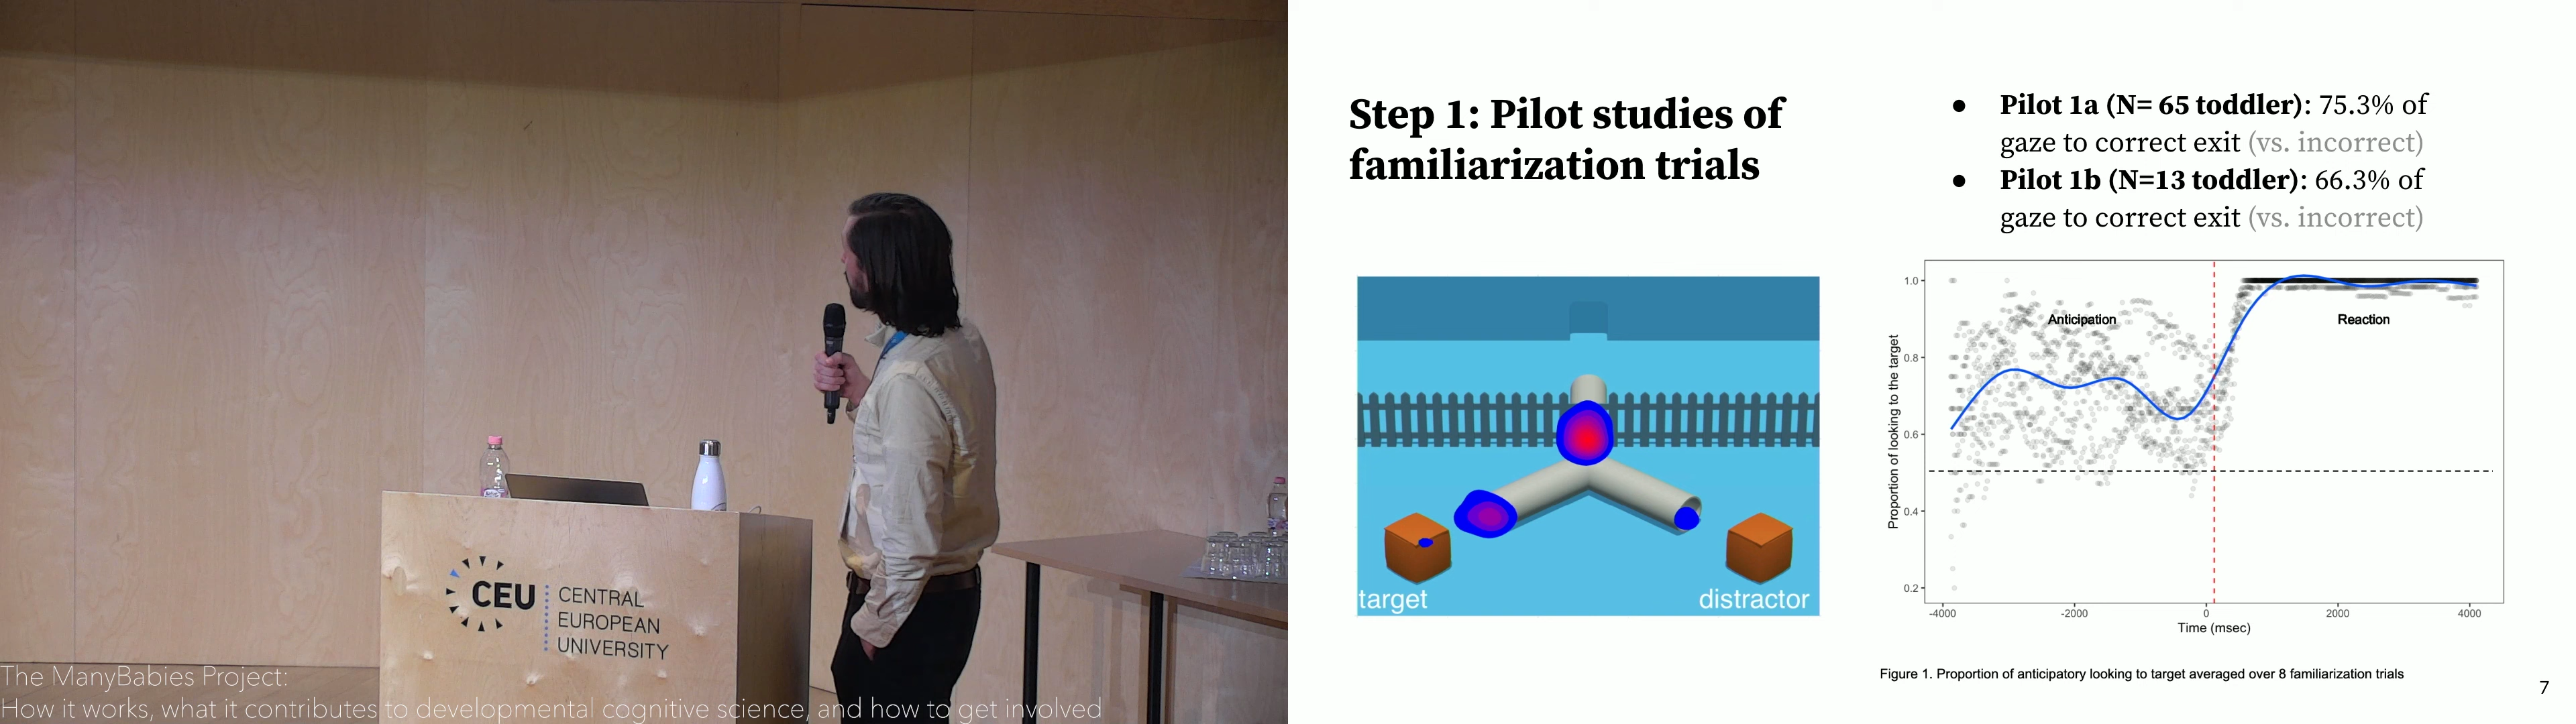 CEU
CENTRAL
EUROPEAN
UNIVERSITY
The ManyBabies Project:
How it works, what it contributes to developmental cognitive science, and how to get involved
Step 1: Pilot studies of
familiarization trials
● Pilot 1a (N= 65 toddler): 75.3% of
gaze to correct exit (vs. incorrect)
● Pilot 1b (N=13 toddler): 66.3% of
gaze to correct exit (vs. incorrect)
target
distractor
Proportion of looking to the target
1.0
0.8
0.6
0.4
0.2
Anticipation
Reaction
-4000
-2000
0
2000
4000
Time (msec)
Figure 1. Proportion of anticipatory looking to target averaged over 8 familiarization trials
7